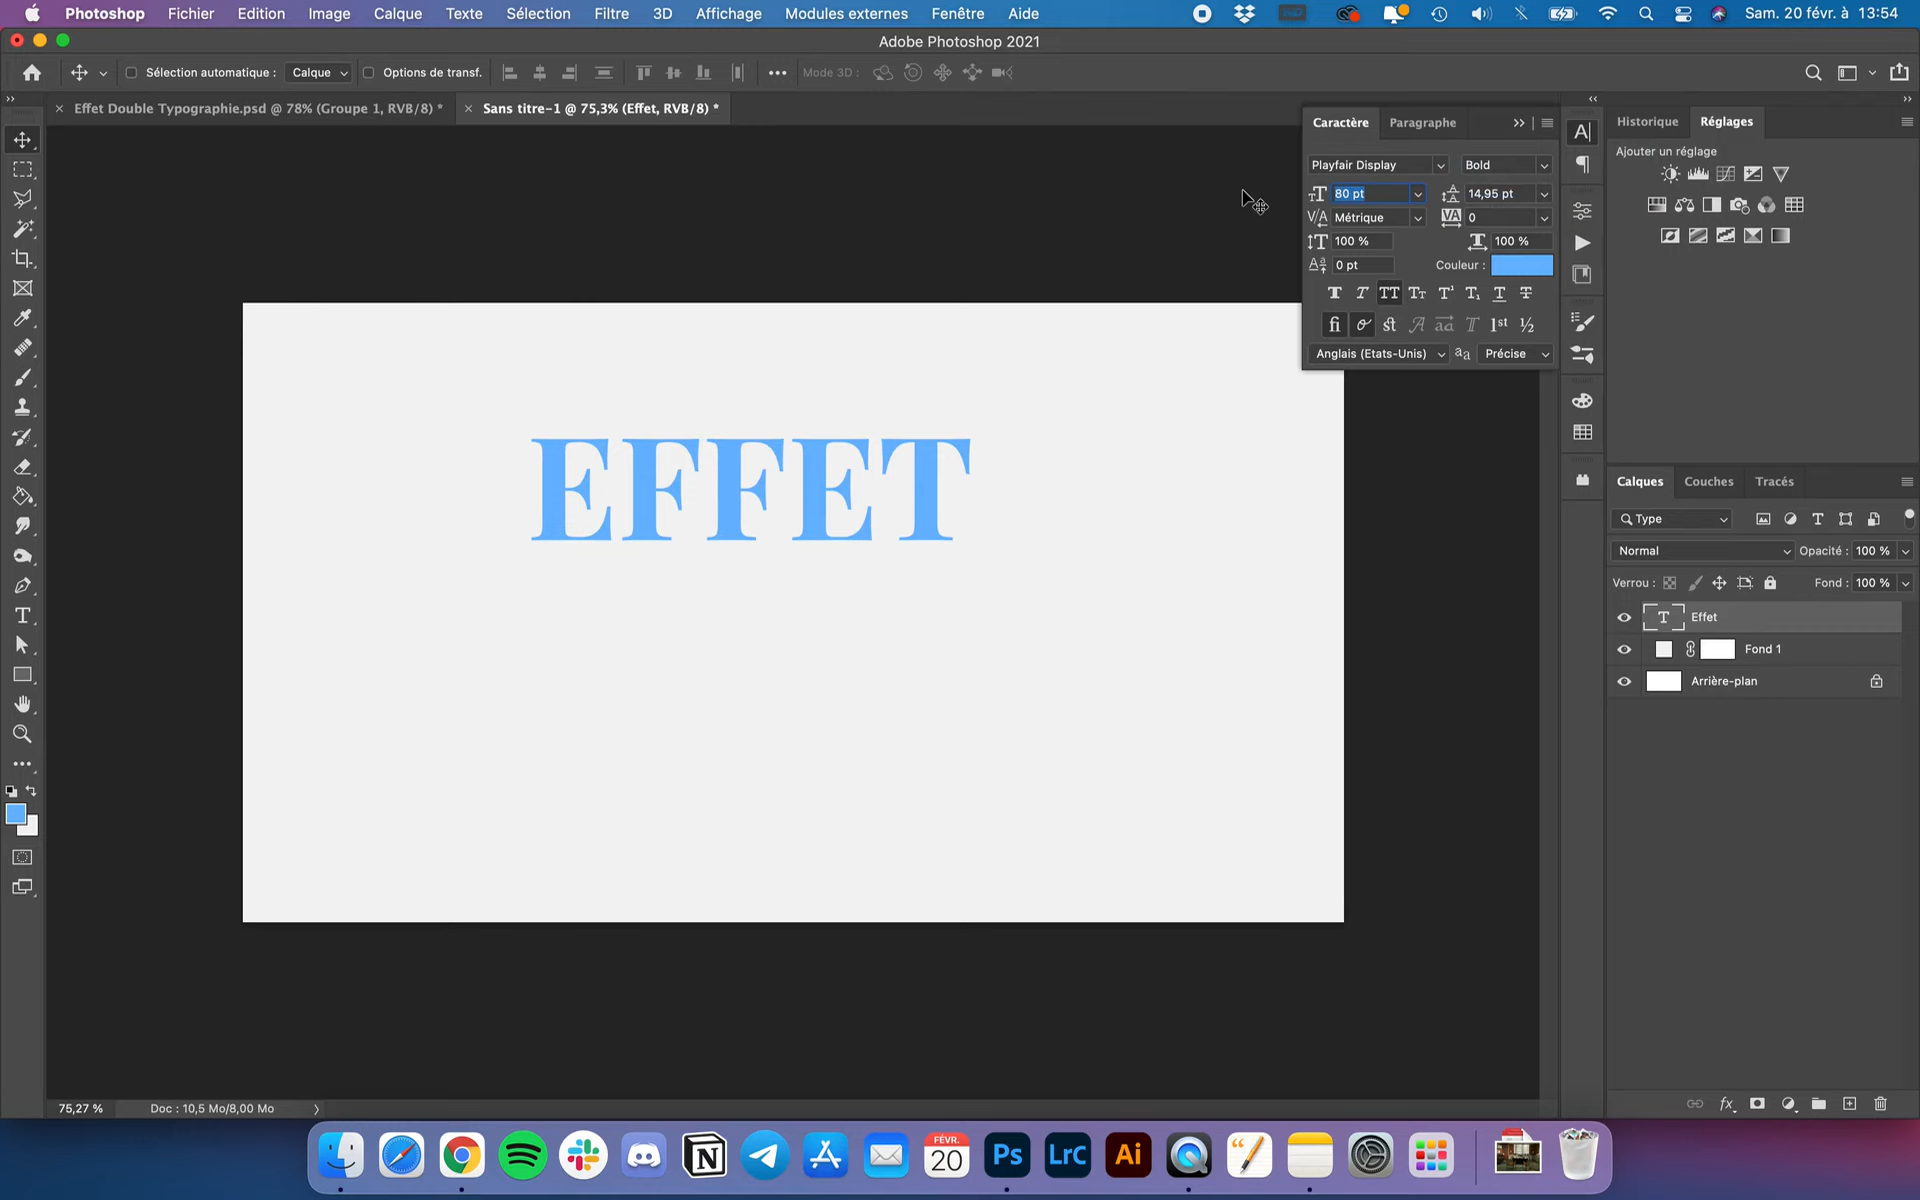 Photoshop Fichier Edition Image Calque Texte Sélection Filtre 3D Affichage Modules externes Fenêtre Aide Sam. 20 févr. à 13:54
Adobe Photoshop 2021
Sélection automatique : Calque Options de transf. Mode 3D :
Effet Double Typographie.psd @ 78% (Groupe 1, RVB/8) * Sans titre-1 @ 75,3% (Effet, RVB/8) *
Caractère Paragraphe
Playfair Display Bold
80 pt 14,95 pt
Métrique 0
100 % 100 %
0 pt Couleur :
Anglais (Etats-Unis) Précise
Historique Réglages
Ajouter un réglage
EFFET
Calques Couches Tracés
Type
Normal Opacité : 100 %
Verrou : Fond : 100 %
Effet
Fond 1
Arrière-plan
75,27 % Doc : 10,5 Mo/8,00 Mo
FÉVR.
20
Ps LrC Ai